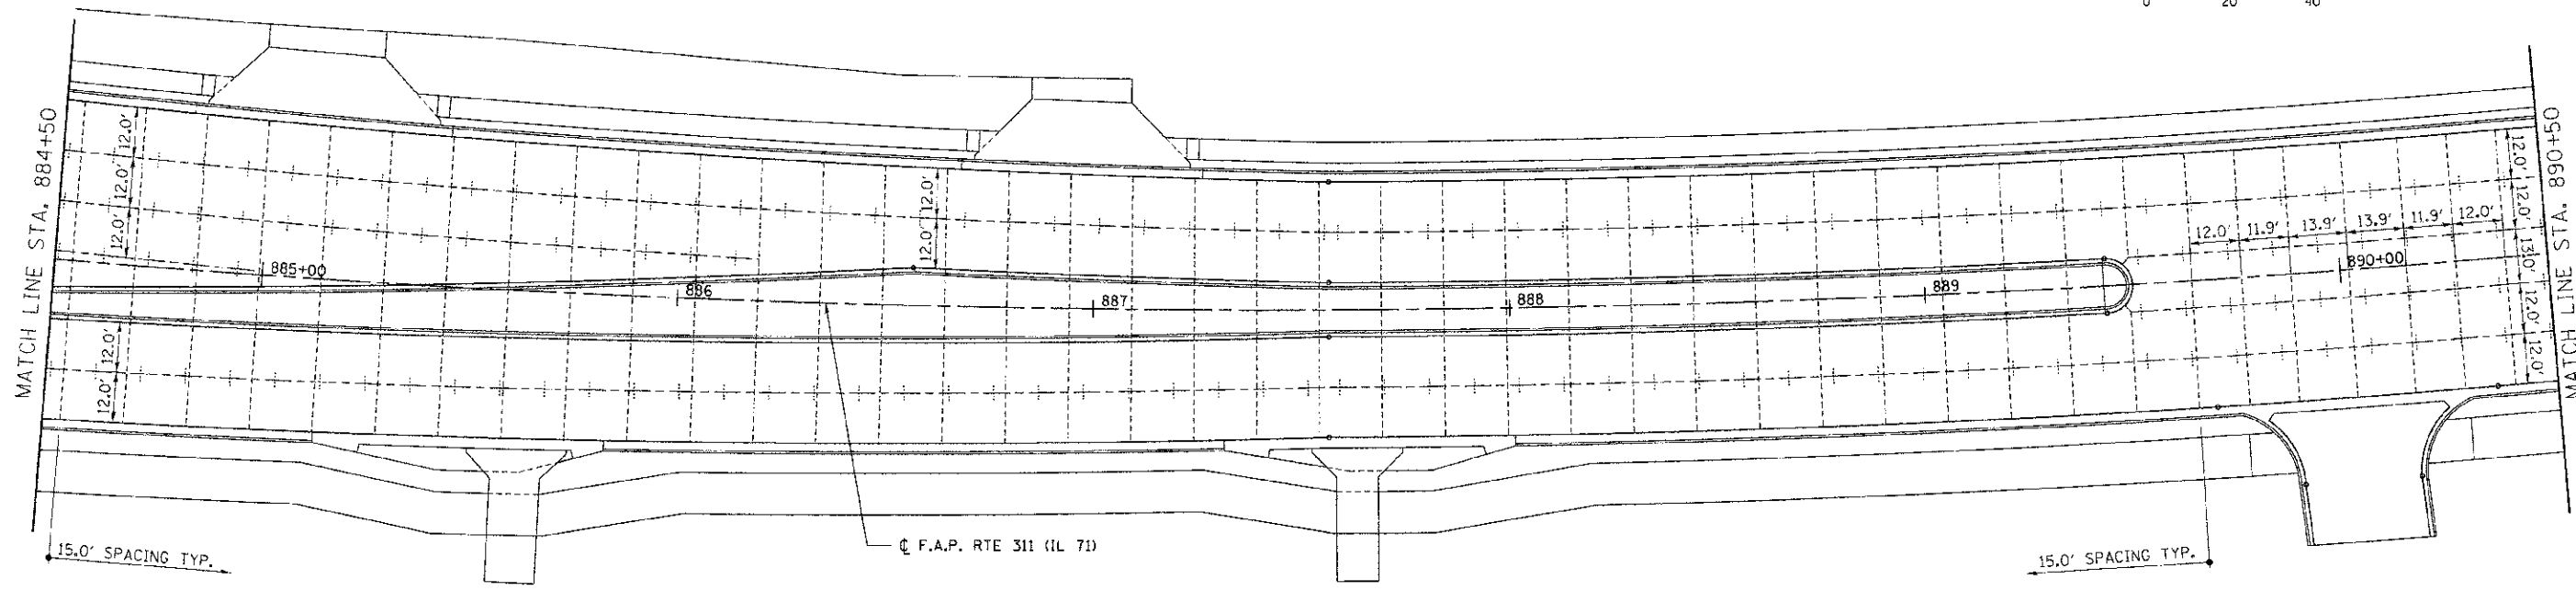 0 20 40
MATCH LINE STA. 884+50
12.0'
12.0'
12.0'
12.0'
12.0'
885+00
886
12.0'
12.0'
887
888
889
890+00
12.0' 11.9' 13.9' 13.9' 11.9' 12.0'
12.0'
12.0'
13.0'
12.0'
12.0'
MATCH LINE STA. 890+50
℄ F.A.P. RTE 311 (IL 71)
15.0' SPACING TYP.
15.0' SPACING TYP.